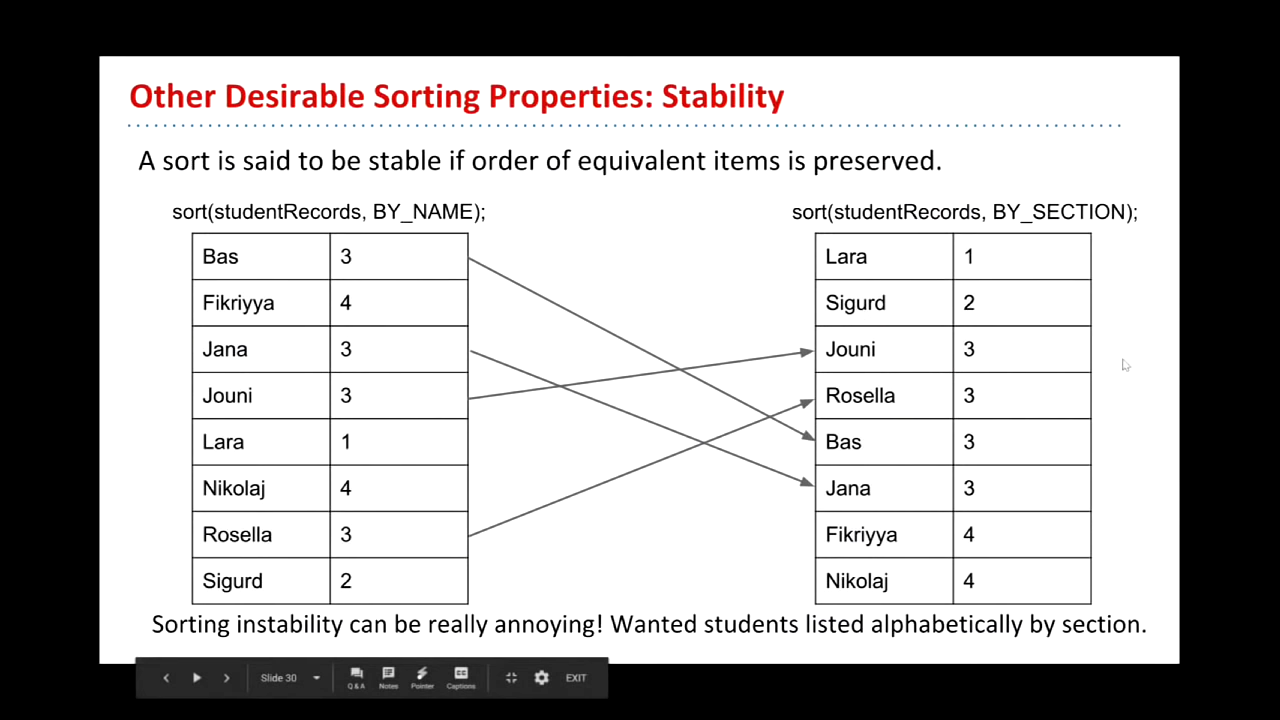 Other Desirable Sorting Properties: Stability
A sort is said to be stable if order of equivalent items is preserved.
sort(studentRecords, BY_NAME);
Bas 3
Fikriyya 4
Jana 3
Jouni 3
Lara 1
Nikolaj 4
Rosella 3
Sigurd 2
sort(studentRecords, BY_SECTION);
Lara 1
Sigurd 2
Jouni 3
Rosella 3
Bas 3
Jana 3
Fikriyya 4
Nikolaj 4
Sorting instability can be really annoying! Wanted students listed alphabetically by section.
Slide 30
Q & A
Notes
Pointer
Captions
EXIT